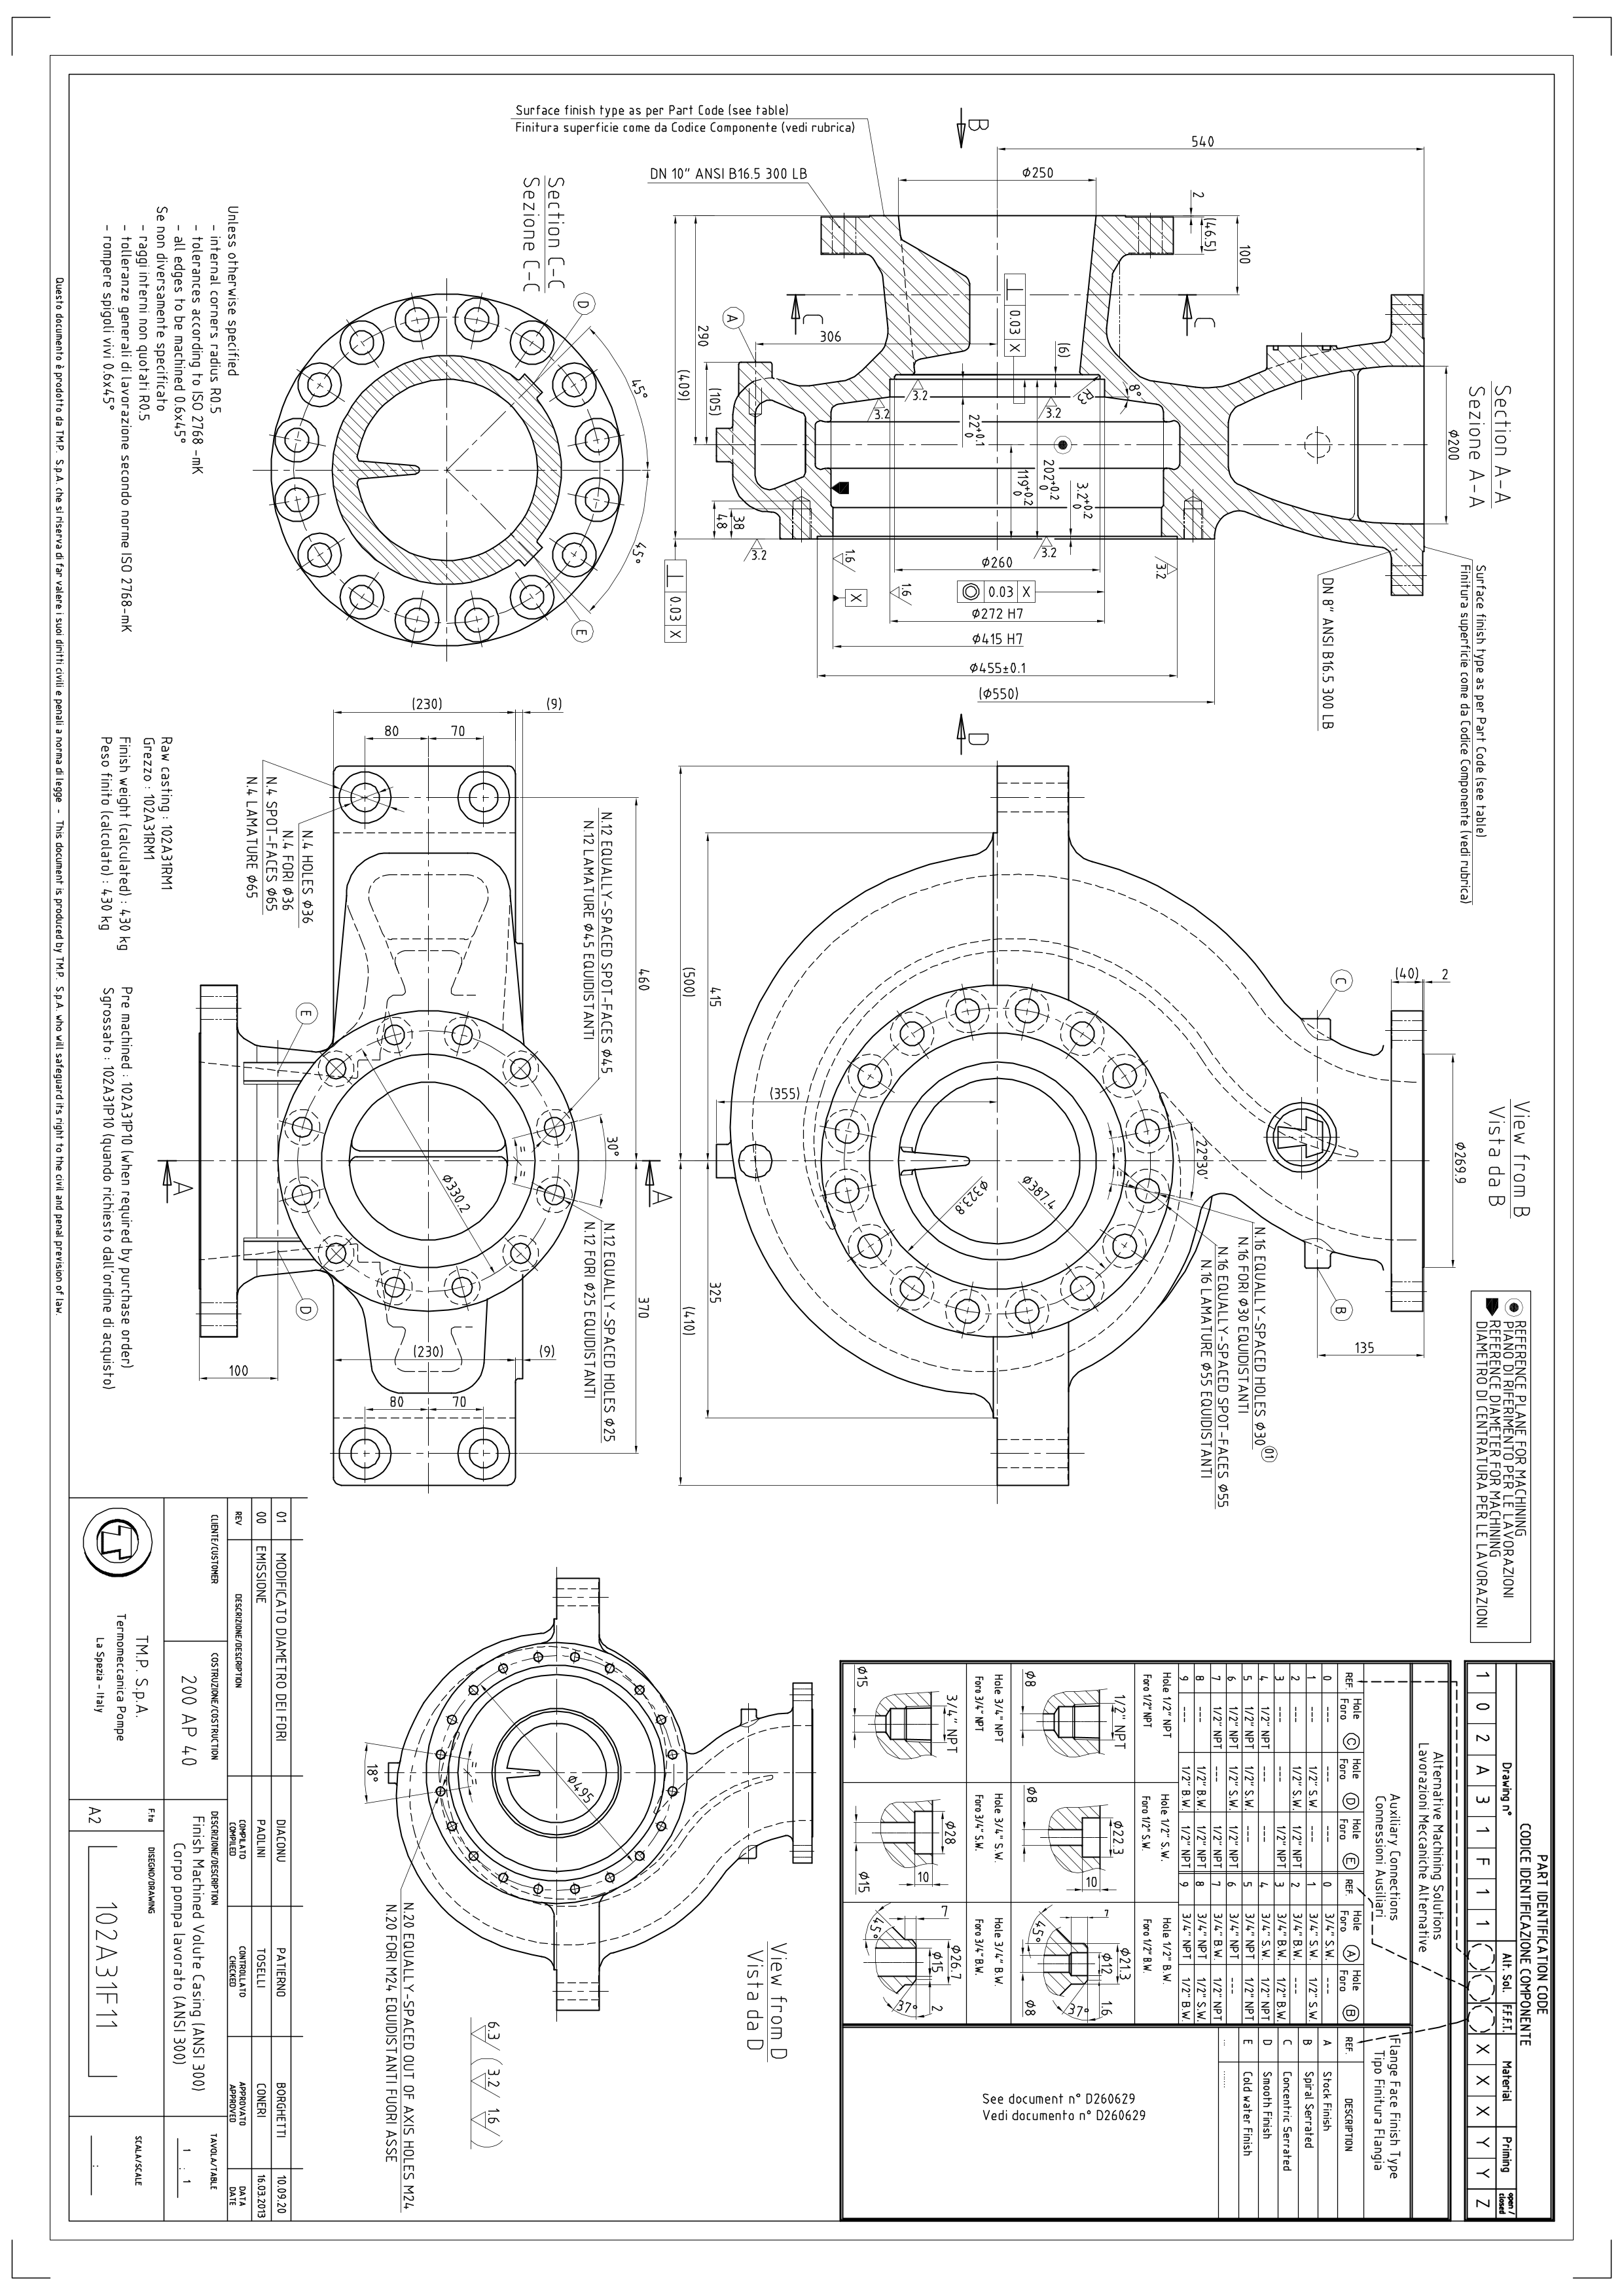 Surface finish type as per Part Code (see table)
Finitura superficie come da Codice Componente (vedi rubrica)
DN 10" ANSI B16.5 300 LB
B
540
Ø250
2
(46.5)
100
C
C
⊥ 0.03 X
(6)
A
306
290
(409)
(105)
3.2
3.2
3.2
R3
8°
22+0.1 0
202+0.2 0
119+0.2 0
3.2+0.2 0
38
48
3.2
1.6
1.6
3.2
3.2
Ø200
Ø260
◎ 0.03 X
X
⊥ 0.03 X
Ø272 H7
Ø415 H7
Ø455±0.1
(Ø550)
Section A-A
Sezione A-A
Surface finish type as per Part Code (see table)
Finitura superficie come da Codice Componente (vedi rubrica)
DN 8" ANSI B16.5 300 LB
Section C-C
Sezione C-C
D
E
45°
45°
Unless otherwise specified
- internal corners radius R0.5
- tolerances according to ISO 2768 -mK
- all edges to be machined 0.6x45°
Se non diversamente specificato
- raggi interni non quotati R0.5
- tolleranze generali di lavorazione secondo norme ISO 2768-mK
- rompere spigoli vivi 0.6x45°
Questo documento è prodotto da T.M.P. S.p.A. che si riserva di far valere i suoi diritti civili e penali a norma di legge - This document is produced by T.M.P. S.p.A. who will safeguard its right to the civil and penal prevision of law.
(230)
(9)
80
70
N.4 HOLES Ø36
N.4 FORI Ø36
N.4 SPOT-FACES Ø65
N.4 LAMATURE Ø65
N.12 EQUALLY-SPACED SPOT-FACES Ø45
N.12 LAMATURE Ø45 EQUIDISTANTI
460
370
30°
Ø330.2
E
D
A
A
N.12 EQUALLY-SPACED HOLES Ø25
N.12 FORI Ø25 EQUIDISTANTI
(230)
(9)
80
70
100
Raw casting : 102A31RM1
Grezzo : 102A31RM1
Finish weight (calculated) : 430 kg
Peso finito (calcolato) : 430 kg
Pre machined : 102A31P10 (when required by purchase order)
Sgrossato : 102A31P10 (quando richiesto dall'ordine di acquisto)
D
(500)
415
(355)
325
(410)
Ø323.8
Ø387.4
22°30'
C
B
(40)
2
Ø269.9
135
View from B
Vista da B
N.16 EQUALLY-SPACED HOLES Ø30
01
N.16 FORI Ø30 EQUIDISTANTI
N.16 EQUALLY-SPACED SPOT-FACES Ø55
N.16 LAMATURE Ø55 EQUIDISTANTI
REFERENCE PLANE FOR MACHINING
PIANO DI RIFERIMENTO PER LE LAVORAZIONI
REFERENCE DIAMETER FOR MACHINING
DIAMETRO DI CENTRATURA PER LE LAVORAZIONI
View from D
Vista da D
Ø495
18°
N.20 EQUALLY-SPACED OUT OF AXIS HOLES M24
N.20 FORI M24 EQUIDISTANTI FUORI ASSE
6.3 ( 3.2 1.6 )
PART IDENTIFICATION CODE
CODICE IDENTIFICAZIONE COMPONENTE
Drawing n° Alt. Sol. F.F.F.T. Material Priming open / closed
1 0 2 A 3 1 F 1 1 X X X Y Y Z
Alternative Machining Solutions
Lavorazioni Meccaniche Alternative
Auxiliary Connections
Connessioni Ausiliari
REF. Hole Foro C Hole Foro D Hole Foro E REF. Hole Foro A Hole Foro B
0 --- --- --- 0 3/4" S.W. ---
1 --- 1/2" S.W. --- 1 3/4" S.W. 1/2" S.W.
2 --- 1/2" S.W. 1/2" NPT 2 3/4" B.W. ---
3 --- --- 1/2" NPT 3 3/4" B.W. 1/2" B.W.
4 1/2" NPT --- --- 4 3/4" S.W. 1/2" NPT
5 1/2" NPT 1/2" S.W. --- 5 3/4" NPT 1/2" NPT
6 1/2" NPT 1/2" S.W. 1/2" NPT 6 3/4" NPT ---
7 1/2" NPT --- 1/2" NPT 7 3/4" B.W. 1/2" NPT
8 --- 1/2" B.W. 1/2" NPT 8 3/4" NPT 1/2" S.W.
9 --- 1/2" B.W. 1/2" NPT 9 3/4" NPT 1/2" B.W.
Hole 1/2" NPT
Foro 1/2" NPT
Hole 1/2" S.W.
Foro 1/2" S.W.
Hole 1/2" B.W.
Foro 1/2" B.W.
1/2" NPT
Ø8
Ø22.3
10
Ø8
7
Ø21.3
Ø12
1.6
45°
37°
Ø8
Hole 3/4" NPT
Foro 3/4" NPT
Hole 3/4" S.W.
Foro 3/4" S.W.
Hole 3/4" B.W.
Foro 3/4" B.W.
3/4" NPT
Ø15
Ø28
10
Ø15
7
Ø26.7
Ø15
2
45°
37°
Flange Face Finish Type
Tipo Finitura Flangia
REF. DESCRIPTION
A Stock Finish
B Spiral Serrated
C Concentric Serrated
D Smooth Finish
E Cold water Finish
... ......
See document n° D260629
Vedi documento n° D260629
01 MODIFICATO DIAMETRO DEI FORI DIACONU PATIERNO BORGHETTI 10.09.20
00 EMISSIONE PAOLINI TOSELLI CONERI 16.03.2013
REV DESCRIZIONE/DESCRIPTION COMPILATO COMPILED CONTROLLATO CHECKED APPROVATO APPROVED DATA DATE
CLIENTE/CUSTOMER
COSTRUZIONE/COSTRUCTION
200 AP 40
DESCRIZIONE/DESCRIPTION
Finish Machined Volute Casing (ANSI 300)
Corpo pompa lavorato (ANSI 300)
TAVOLA/TABLE
1 : 1
T.M.P. S.p.A.
Termomeccanica Pompe
La Spezia - Italy
F.to
A2
DISEGNO/DRAWING
102A31F11
SCALA/SCALE
: